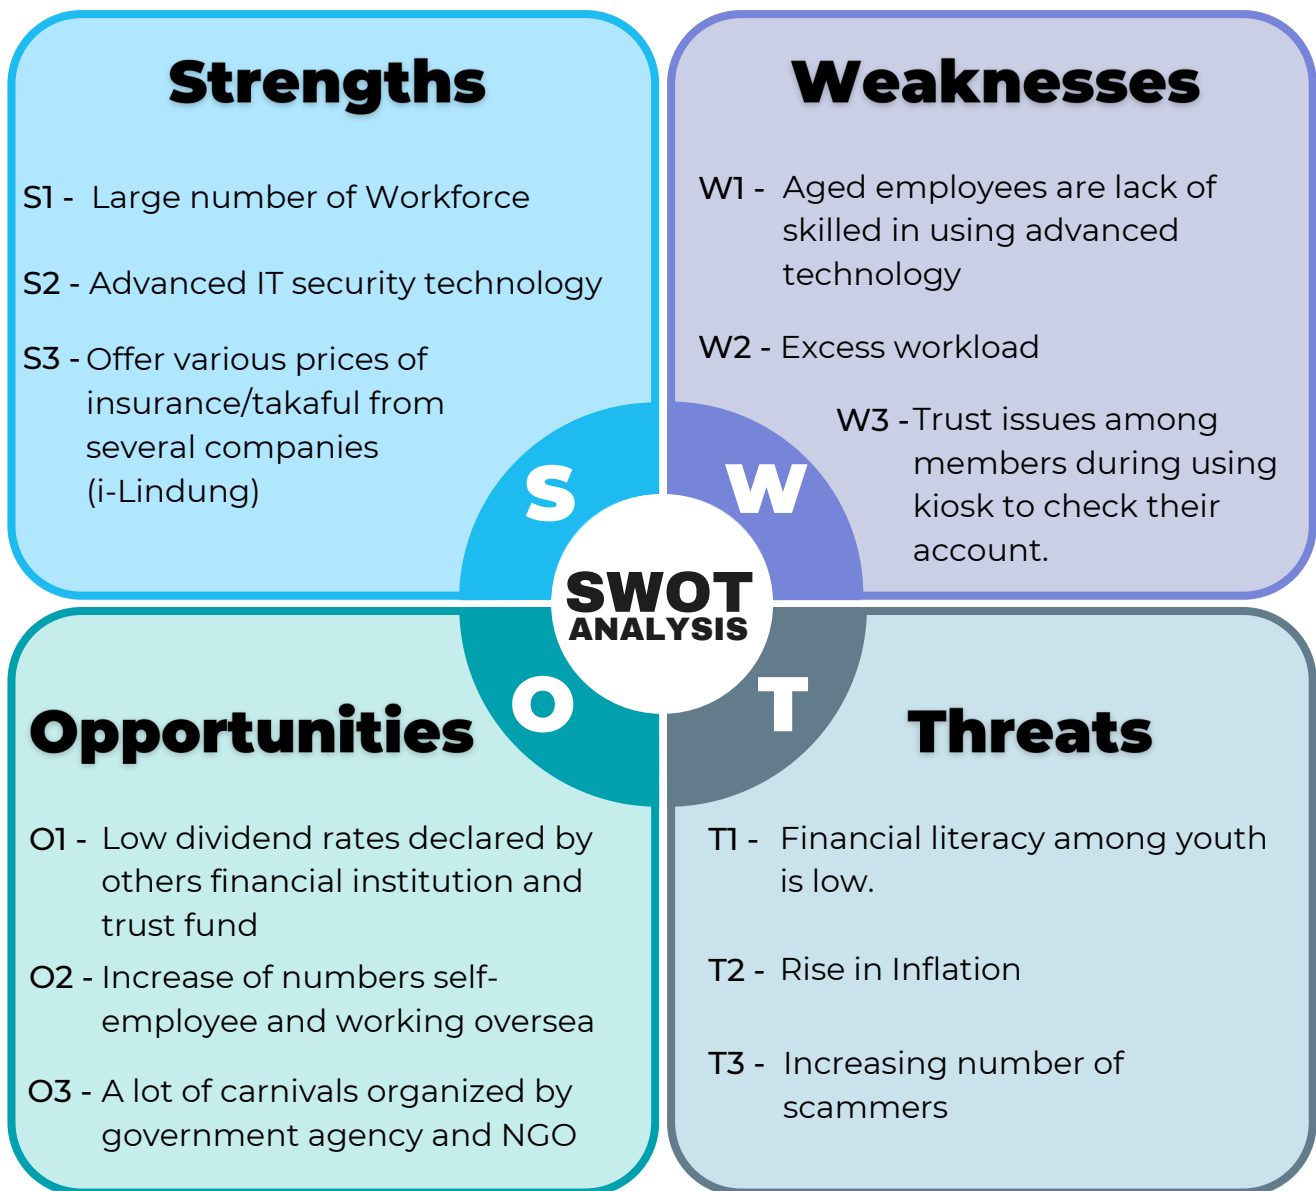 Strengths
S1 - Large number of Workforce
S2 - Advanced IT security technology
S3 - Offer various prices of
insurance/takaful from
several companies
(i-Lindung)
Weaknesses
W1 - Aged employees are lack of
skilled in using advanced
technology
W2 - Excess workload
W3 - Trust issues among
members during using
kiosk to check their
account.
S
W
SWOT
ANALYSIS
O
T
Opportunities
O1 - Low dividend rates declared by
others financial institution and
trust fund
O2 - Increase of numbers self-
employee and working oversea
O3 - A lot of carnivals organized by
government agency and NGO
Threats
T1 - Financial literacy among youth
is low.
T2 - Rise in Inflation
T3 - Increasing number of
scammers